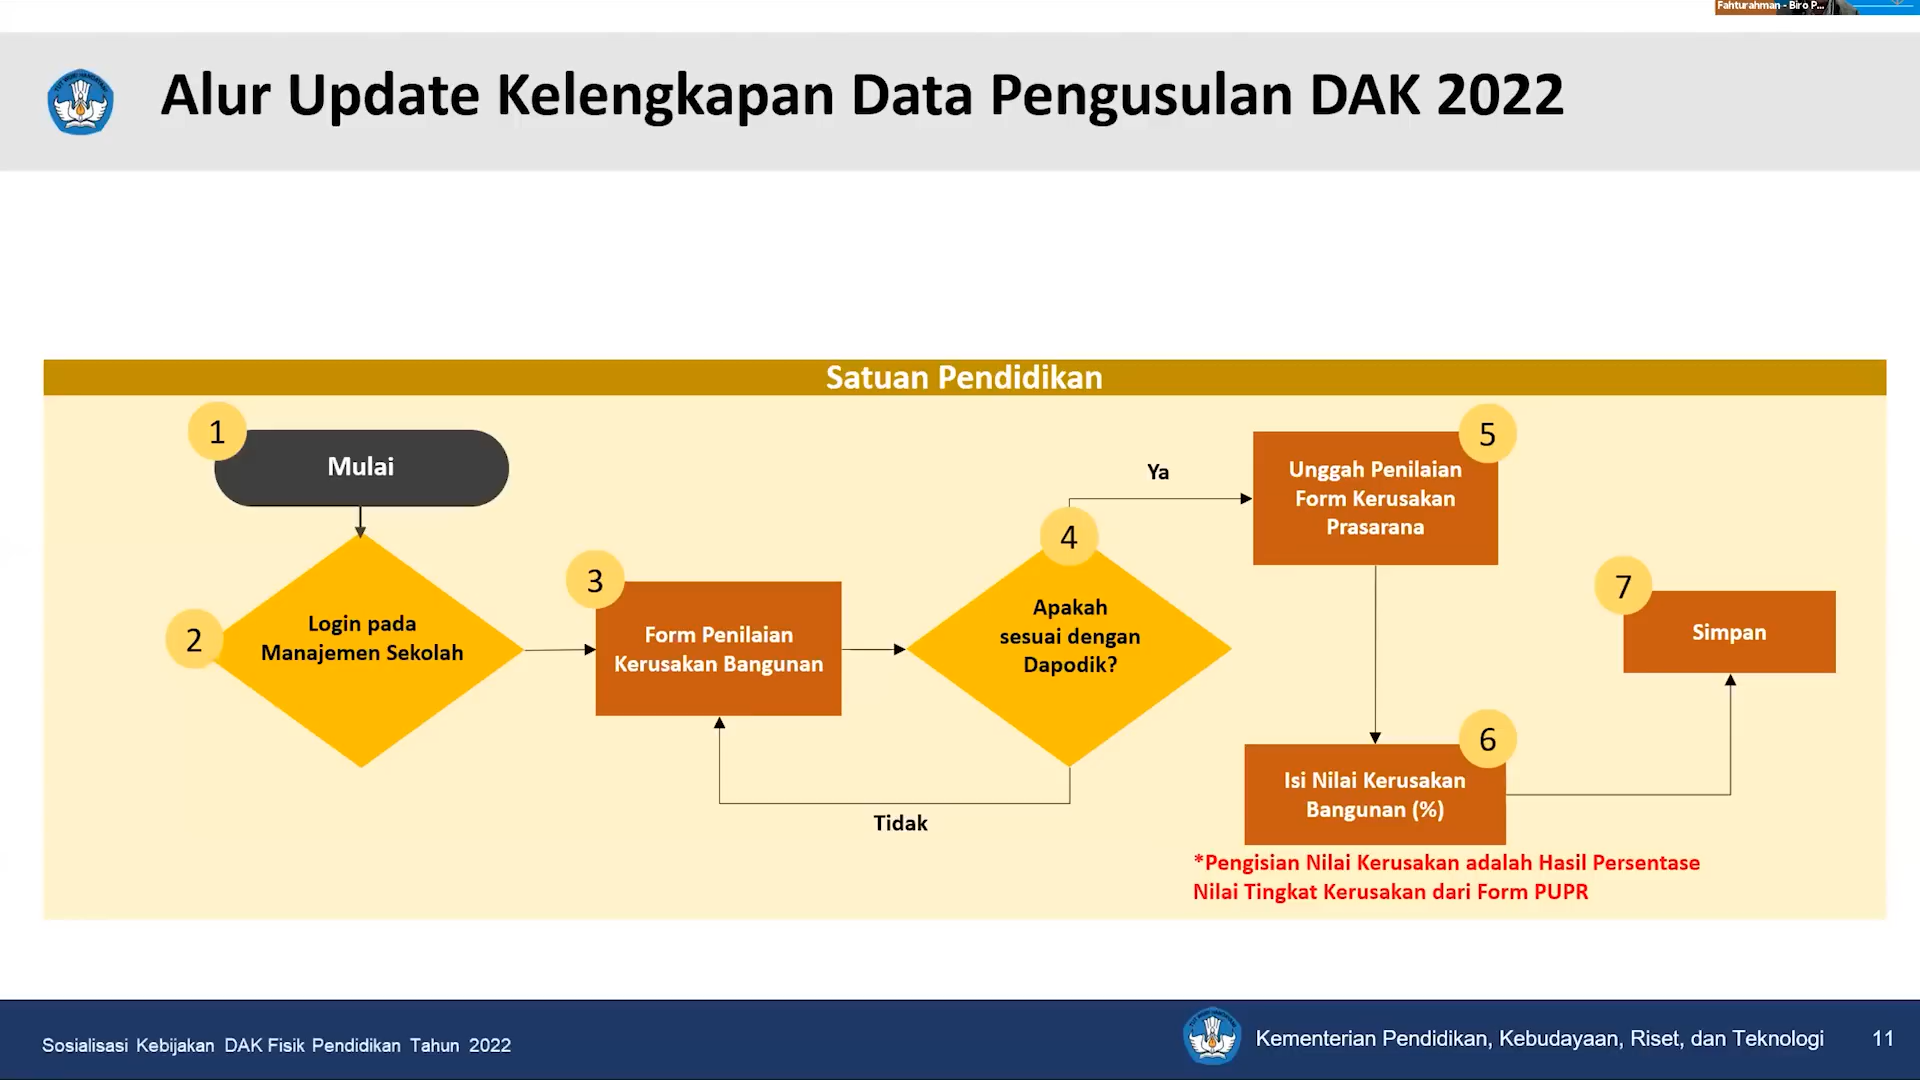 Fahturahman - Biro P...
Alur Update Kelengkapan Data Pengusulan DAK 2022
Satuan Pendidikan
1
Mulai
2
Login pada
Manajemen Sekolah
3
Form Penilaian
Kerusakan Bangunan
4
Apakah
sesuai dengan
Dapodik?
Ya
Tidak
5
Unggah Penilaian
Form Kerusakan
Prasarana
6
Isi Nilai Kerusakan
Bangunan (%)
7
Simpan
*Pengisian Nilai Kerusakan adalah Hasil Persentase
Nilai Tingkat Kerusakan dari Form PUPR
Sosialisasi Kebijakan DAK Fisik Pendidikan Tahun 2022
Kementerian Pendidikan, Kebudayaan, Riset, dan Teknologi
11